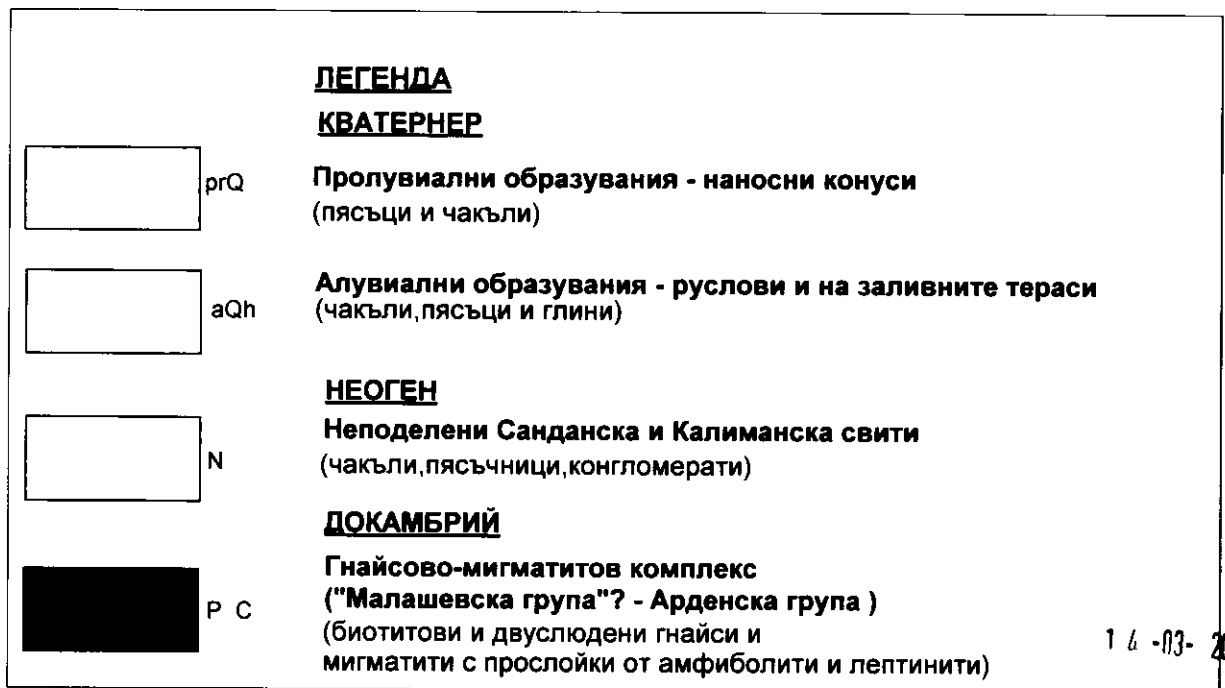 ЛЕГЕНДА
КВАТЕРНЕР
prQ Пролувиални образувания - наносни конуси
(пясъци и чакъли)
aQh Алувиални образувания - руслови и на заливните тераси
(чакъли,пясъци и глини)
НЕОГЕН
N Неподелени Санданска и Калиманска свити
(чакъли,пясъчници,конгломерати)
ДОКАМБРИЙ
Гнайсово-мигматитов комплекс
P C ("Малашевска група"? - Арденска група )
(биотитови и двуслюдени гнайси и
мигматити с прослойки от амфиболити и лептинити)